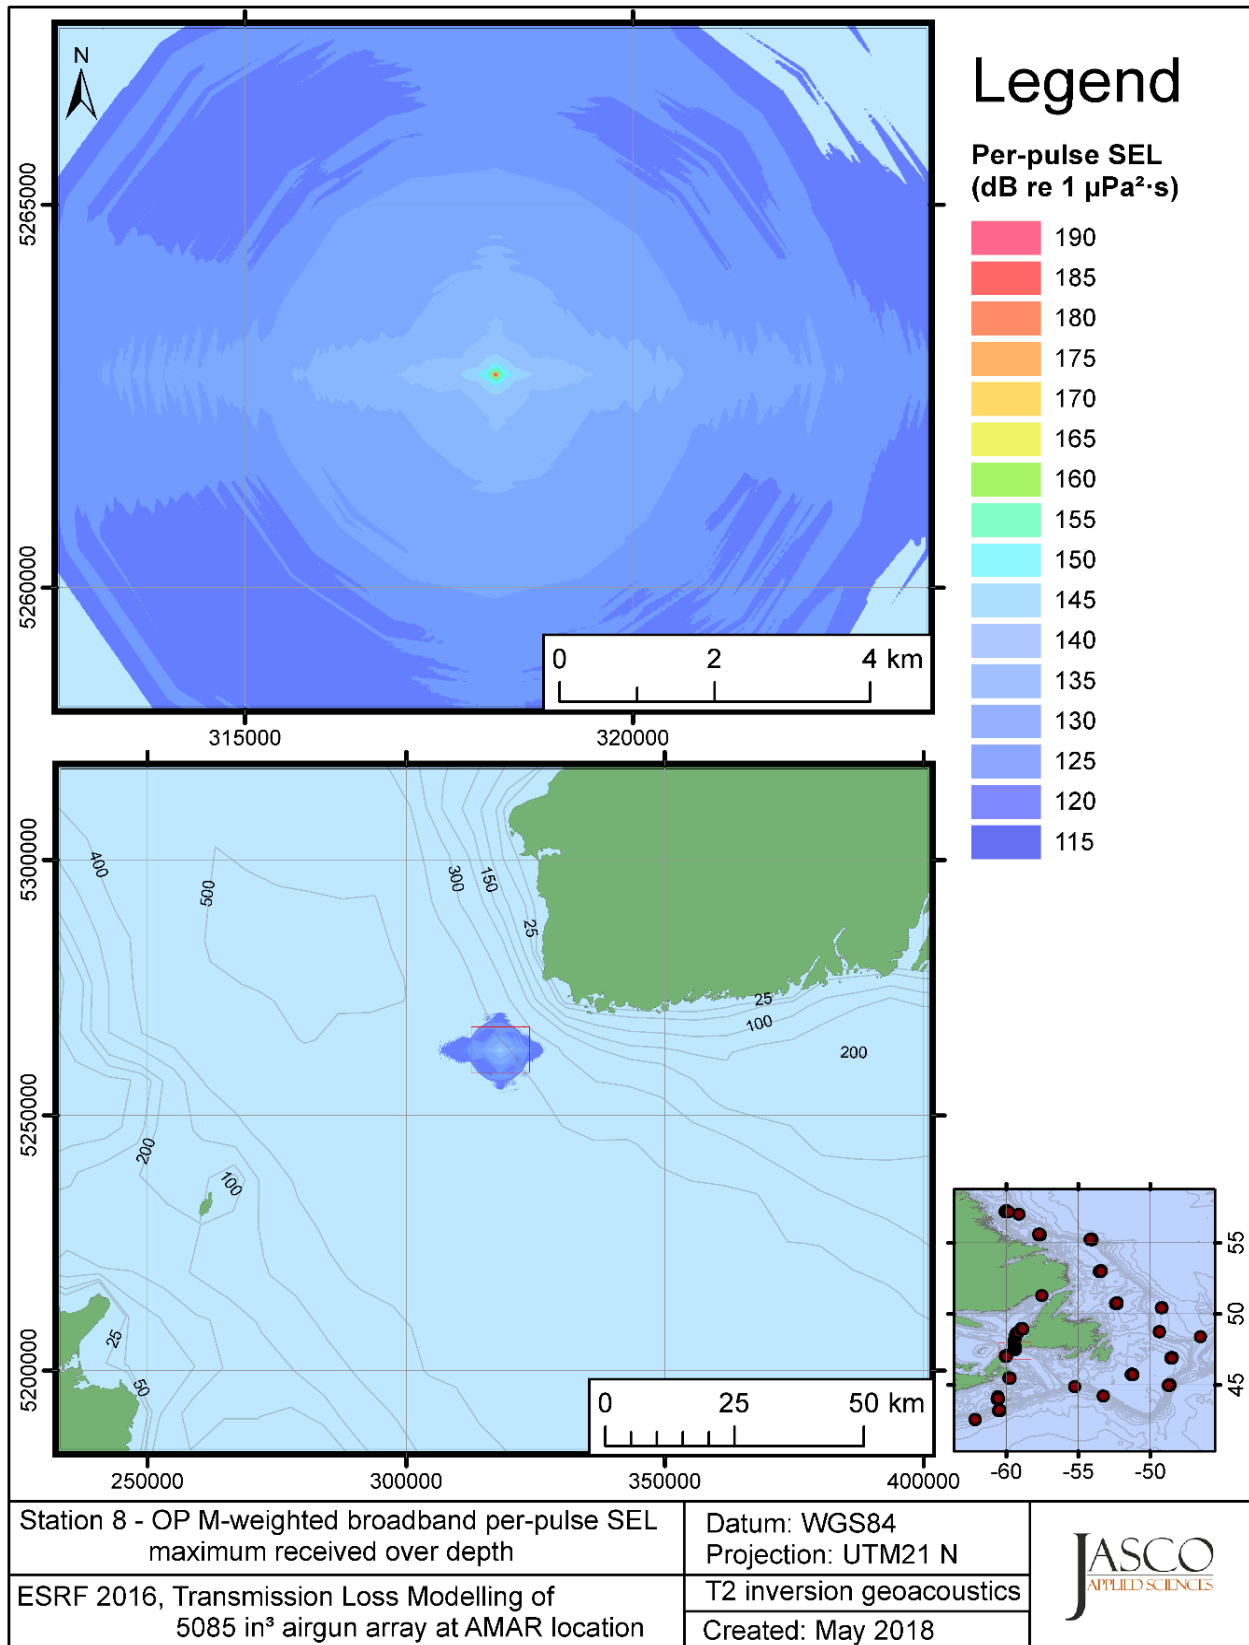 N
5265000
5260000
0 2 4 km
315000 320000
Legend
Per-pulse SEL
(dB re 1 µPa²·s)
190
185
180
175
170
165
160
155
150
145
140
135
130
125
120
115
5300000
5250000
5200000
400
500
300
150
25
25
100
200
200
100
25
50
0 25 50 km
250000 300000 350000 400000
55
50
45
-60 -55 -50
Station 8 - OP M-weighted broadband per-pulse SEL
maximum received over depth
ESRF 2016, Transmission Loss Modelling of
5085 in³ airgun array at AMAR location
Datum: WGS84
Projection: UTM21 N
T2 inversion geoacoustics
Created: May 2018
JASCO
APPLIED SCIENCES